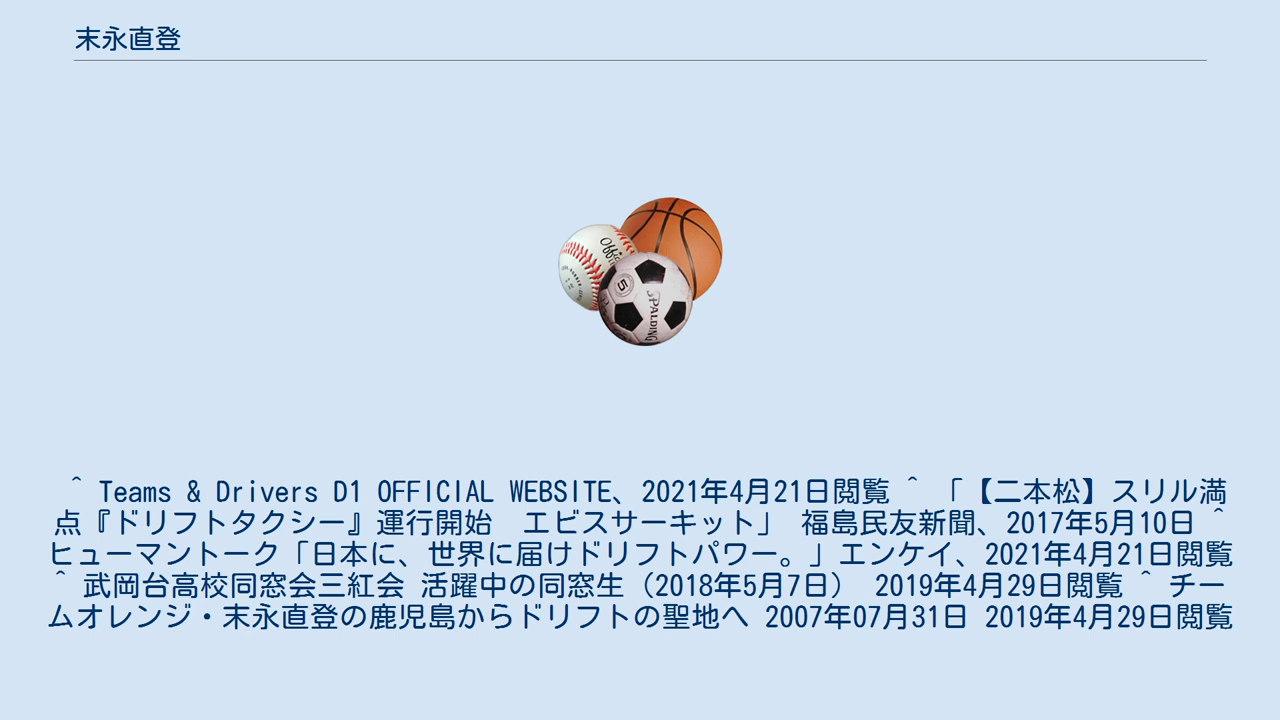 末永直登
Official
5
SPALDING
＾ Teams & Drivers D1 OFFICIAL WEBSITE、2021年4月21日閲覧 ＾ 「【二本松】スリル満
点『ドリフトタクシー』運行開始　エビスサーキット」 福島民友新聞、2017年5月10日 ＾
ヒューマントーク「日本に、世界に届けドリフトパワー。」エンケイ、2021年4月21日閲覧
＾ 武岡台高校同窓会三紅会 活躍中の同窓生（2018年5月7日） 2019年4月29日閲覧 ＾ チー
ムオレンジ・末永直登の鹿児島からドリフトの聖地へ 2007年07月31日 2019年4月29日閲覧